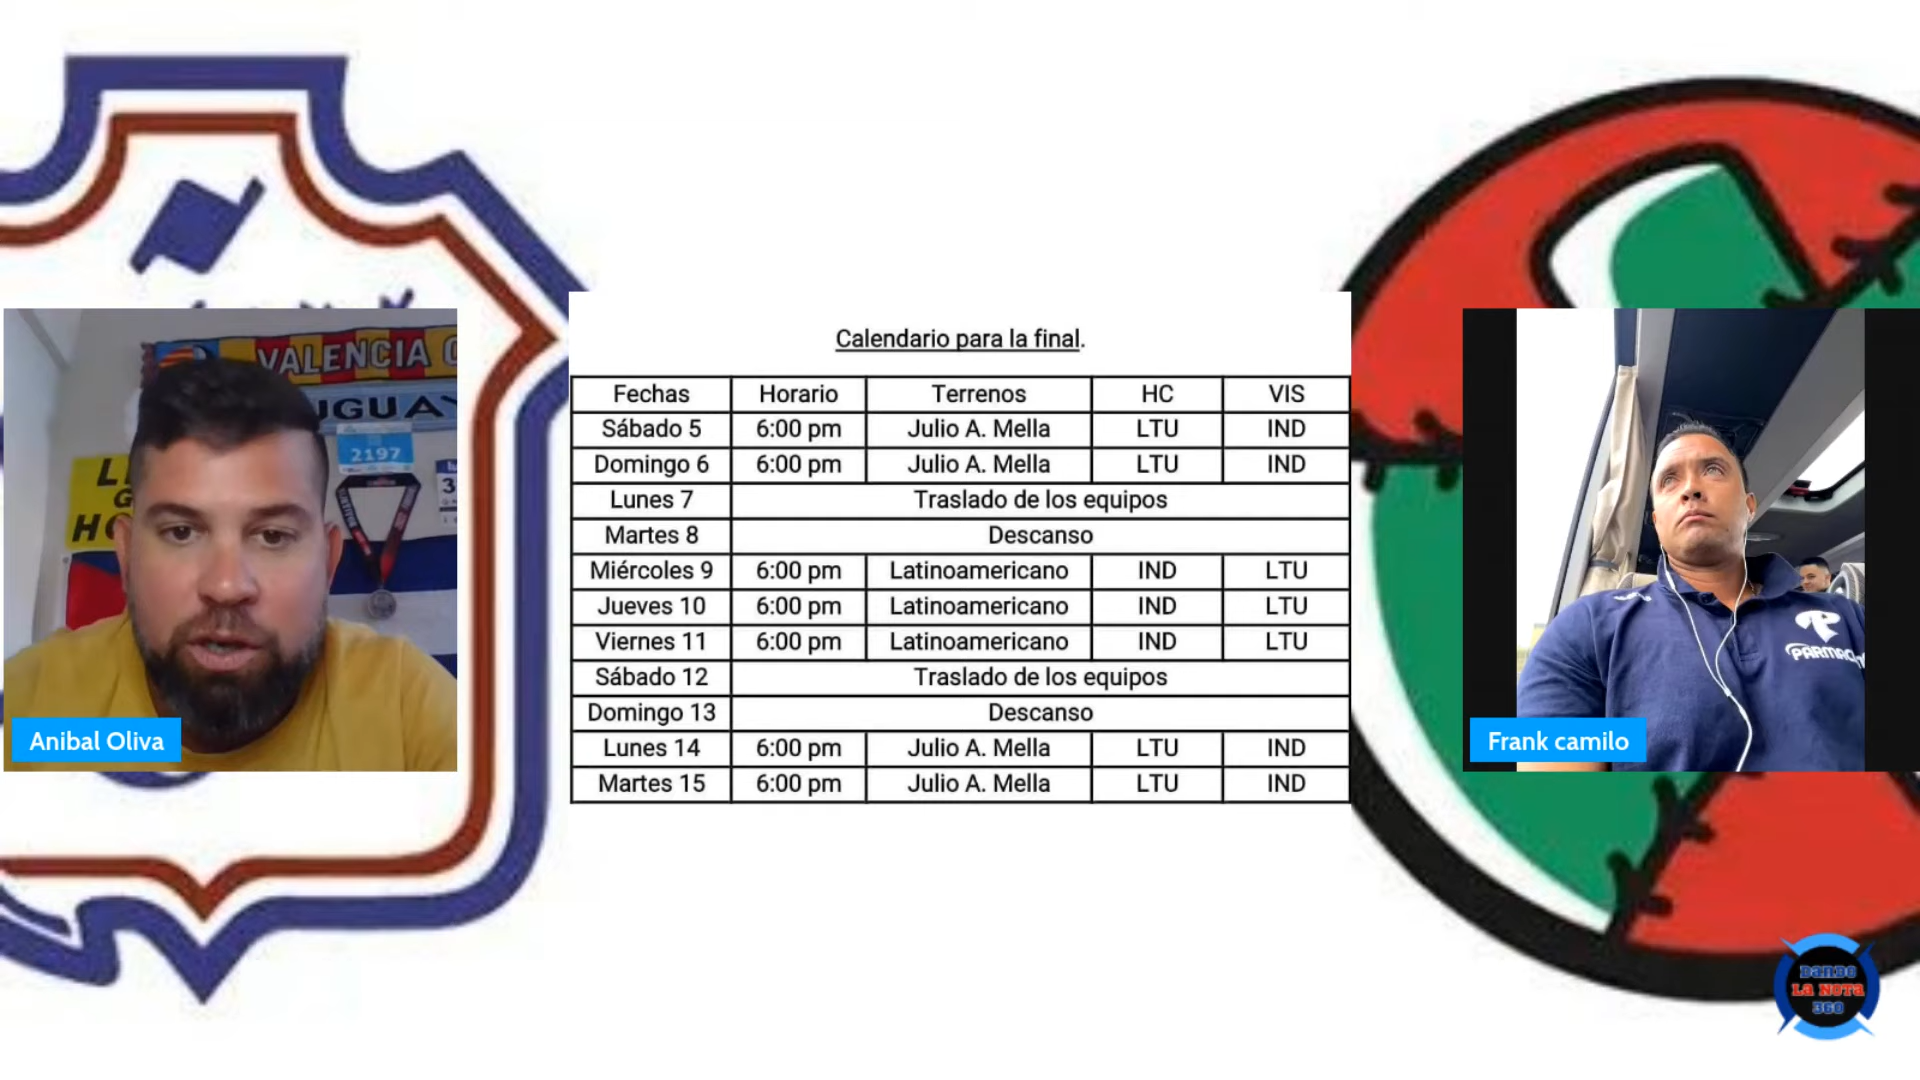 Calendario para la final.
Fechas Horario Terrenos HC VIS
Sábado 5 6:00 pm Julio A. Mella LTU IND
Domingo 6 6:00 pm Julio A. Mella LTU IND
Lunes 7 Traslado de los equipos
Martes 8 Descanso
Miércoles 9 6:00 pm Latinoamericano IND LTU
Jueves 10 6:00 pm Latinoamericano IND LTU
Viernes 11 6:00 pm Latinoamericano IND LTU
Sábado 12 Traslado de los equipos
Domingo 13 Descanso
Lunes 14 6:00 pm Julio A. Mella LTU IND
Martes 15 6:00 pm Julio A. Mella LTU IND
VALENCIA C
UGUAY
2197
Anibal Oliva
PARMA
Frank camilo
DANDO
LA NOTA
360